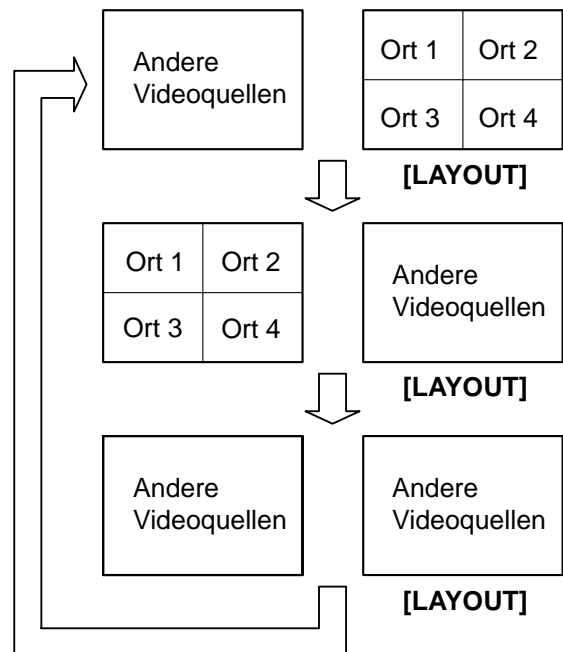 Andere
Videoquellen
Ort 1 Ort 2
Ort 3 Ort 4
[LAYOUT]
Ort 1 Ort 2
Ort 3 Ort 4
Andere
Videoquellen
[LAYOUT]
Andere
Videoquellen
Andere
Videoquellen
[LAYOUT]